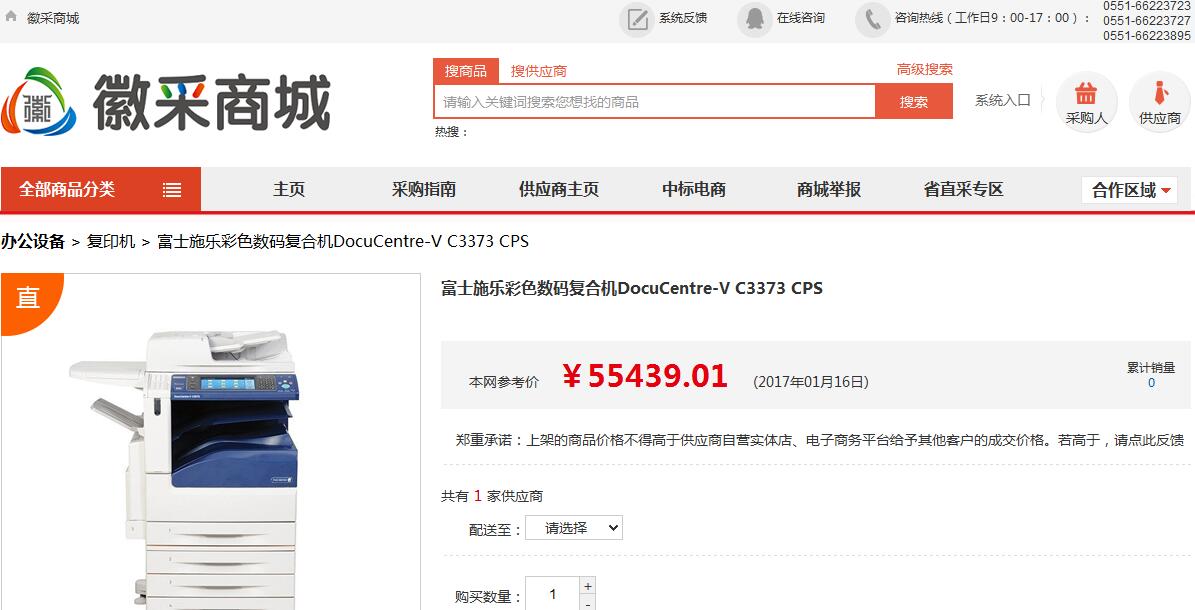 徽采商城
系统反馈
在线咨询
咨询热线（工作日9：00-17：00）：
0551-66223723
0551-66223727
0551-66223895
徽
徽采商城
搜商品 搜供应商 高级搜索
请输入关键词搜索您想找的商品 搜索
热搜：
系统入口
采购人
供应商
全部商品分类 主页 采购指南 供应商主页 中标电商 商城举报 省直采专区 合作区域
办公设备 > 复印机 > 富士施乐彩色数码复合机DocuCentre-V C3373 CPS
直
富士施乐彩色数码复合机DocuCentre-V C3373 CPS
本网参考价 ￥55439.01 (2017年01月16日)
累计销量
0
郑重承诺：上架的商品价格不得高于供应商自营实体店、电子商务平台给予其他客户的成交价格。若高于，请点此反馈
共有 1 家供应商
配送至： 请选择
购买数量： 1 + -